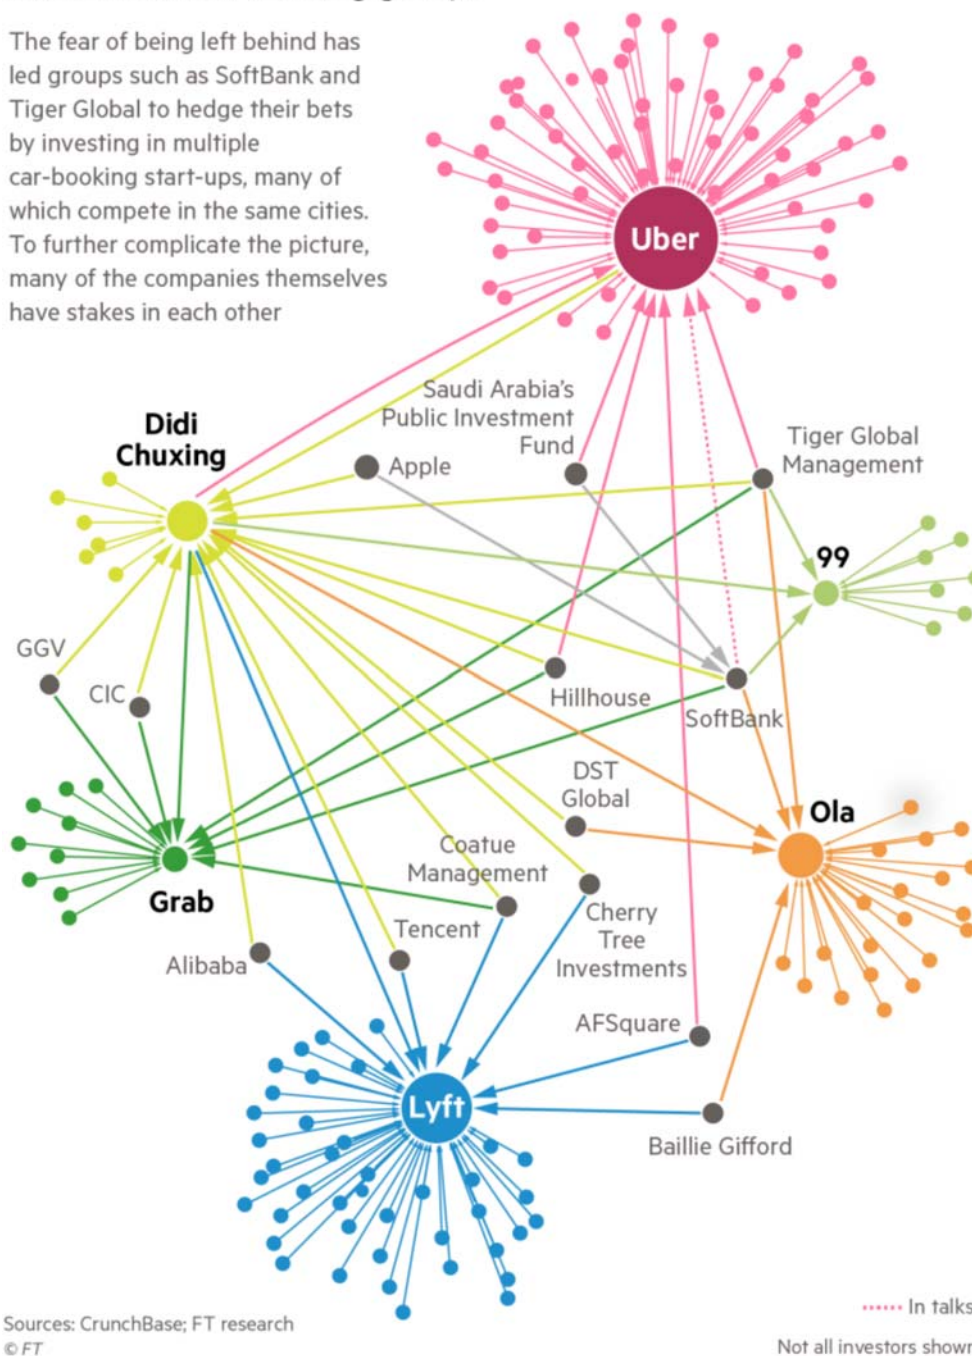 The fear of being left behind has
led groups such as SoftBank and
Tiger Global to hedge their bets
by investing in multiple
car-booking start-ups, many of
which compete in the same cities.
To further complicate the picture,
many of the companies themselves
have stakes in each other
Uber
Saudi Arabia’s
Public Investment
Fund
Didi
Chuxing
Apple
Tiger Global
Management
99
GGV
CIC
Hillhouse
SoftBank
DST
Global
Ola
Coatue
Management
Grab
Cherry
Tree
Investments
Tencent
Alibaba
AFSquare
Lyft
Baillie Gifford
In talks
Sources: CrunchBase; FT research
© FT
Not all investors shown